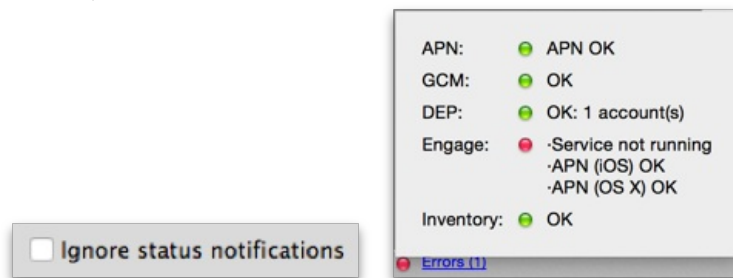 APN: APN OK
GCM: OK
DEP: OK: 1 account(s)
Engage: ·Service not running
·APN (iOS) OK
·APN (OS X) OK
Inventory: OK
Ignore status notifications
Errors (1)